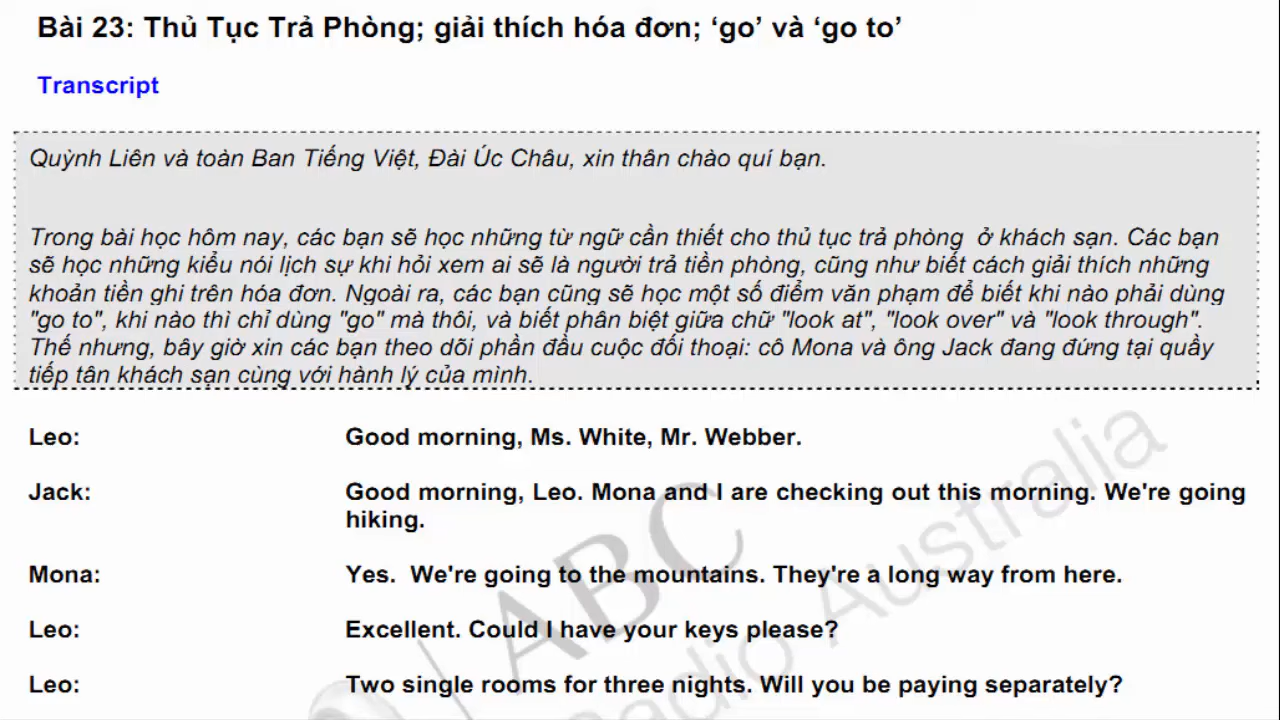 Bài 23: Thủ Tục Trả Phòng; giải thích hóa đơn; ‘go’ và ‘go to’
Transcript
Quỳnh Liên và toàn Ban Tiếng Việt, Đài Úc Châu, xin thân chào quí bạn.
Trong bài học hôm nay, các bạn sẽ học những từ ngữ cần thiết cho thủ tục trả phòng  ở khách sạn. Các bạn
sẽ học những kiểu nói lịch sự khi hỏi xem ai sẽ là người trả tiền phòng, cũng như biết cách giải thích những
khoản tiền ghi trên hóa đơn. Ngoài ra, các bạn cũng sẽ học một số điểm văn phạm để biết khi nào phải dùng
"go to", khi nào thì chỉ dùng "go" mà thôi, và biết phân biệt giữa chữ "look at", "look over" và "look through".
Thế nhưng, bây giờ xin các bạn theo dõi phần đầu cuộc đối thoại: cô Mona và ông Jack đang đứng tại quầy
tiếp tân khách sạn cùng với hành lý của mình.
Leo: Good morning, Ms. White, Mr. Webber.
Jack: Good morning, Leo. Mona and I are checking out this morning. We're going
hiking.
Mona: Yes.  We're going to the mountains. They're a long way from here.
Leo: Excellent. Could I have your keys please?
Leo: Two single rooms for three nights. Will you be paying separately?
ABC
Radio Australia